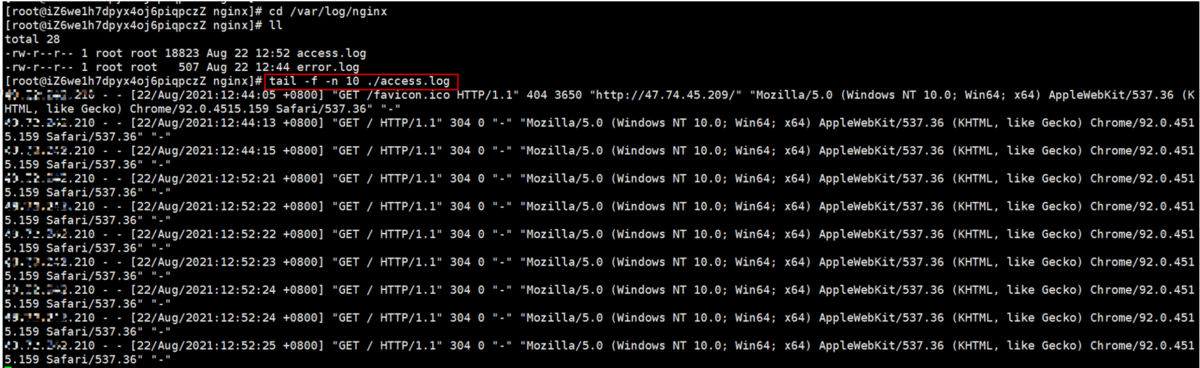 [root@iZ6we1h7dpyx4oj6piqpczZ nginx]# cd /var/log/nginx
[root@iZ6we1h7dpyx4oj6piqpczZ nginx]# ll
total 28
-rw-r--r-- 1 root root 18823 Aug 22 12:52 access.log
-rw-r--r-- 1 root root   507 Aug 22 12:44 error.log
[root@iZ6we1h7dpyx4oj6piqpczZ nginx]# tail -f -n 10 ./access.log
.210 - - [22/Aug/2021:12:44:05 +0800] "GET /favicon.ico HTTP/1.1" 404 3650 "http://47.74.45.209/" "Mozilla/5.0 (Windows NT 10.0; Win64; x64) AppleWebKit/537.36 (K
HTML, like Gecko) Chrome/92.0.4515.159 Safari/537.36" "-"
.210 - - [22/Aug/2021:12:44:13 +0800] "GET / HTTP/1.1" 304 0 "-" "Mozilla/5.0 (Windows NT 10.0; Win64; x64) AppleWebKit/537.36 (KHTML, like Gecko) Chrome/92.0.451
5.159 Safari/537.36" "-"
.210 - - [22/Aug/2021:12:44:15 +0800] "GET / HTTP/1.1" 304 0 "-" "Mozilla/5.0 (Windows NT 10.0; Win64; x64) AppleWebKit/537.36 (KHTML, like Gecko) Chrome/92.0.451
5.159 Safari/537.36" "-"
.210 - - [22/Aug/2021:12:52:21 +0800] "GET / HTTP/1.1" 304 0 "-" "Mozilla/5.0 (Windows NT 10.0; Win64; x64) AppleWebKit/537.36 (KHTML, like Gecko) Chrome/92.0.451
5.159 Safari/537.36" "-"
.210 - - [22/Aug/2021:12:52:22 +0800] "GET / HTTP/1.1" 304 0 "-" "Mozilla/5.0 (Windows NT 10.0; Win64; x64) AppleWebKit/537.36 (KHTML, like Gecko) Chrome/92.0.451
5.159 Safari/537.36" "-"
.210 - - [22/Aug/2021:12:52:22 +0800] "GET / HTTP/1.1" 304 0 "-" "Mozilla/5.0 (Windows NT 10.0; Win64; x64) AppleWebKit/537.36 (KHTML, like Gecko) Chrome/92.0.451
5.159 Safari/537.36" "-"
.210 - - [22/Aug/2021:12:52:23 +0800] "GET / HTTP/1.1" 304 0 "-" "Mozilla/5.0 (Windows NT 10.0; Win64; x64) AppleWebKit/537.36 (KHTML, like Gecko) Chrome/92.0.451
5.159 Safari/537.36" "-"
.210 - - [22/Aug/2021:12:52:24 +0800] "GET / HTTP/1.1" 304 0 "-" "Mozilla/5.0 (Windows NT 10.0; Win64; x64) AppleWebKit/537.36 (KHTML, like Gecko) Chrome/92.0.451
5.159 Safari/537.36" "-"
.210 - - [22/Aug/2021:12:52:24 +0800] "GET / HTTP/1.1" 304 0 "-" "Mozilla/5.0 (Windows NT 10.0; Win64; x64) AppleWebKit/537.36 (KHTML, like Gecko) Chrome/92.0.451
5.159 Safari/537.36" "-"
.210 - - [22/Aug/2021:12:52:25 +0800] "GET / HTTP/1.1" 304 0 "-" "Mozilla/5.0 (Windows NT 10.0; Win64; x64) AppleWebKit/537.36 (KHTML, like Gecko) Chrome/92.0.451
5.159 Safari/537.36" "-"